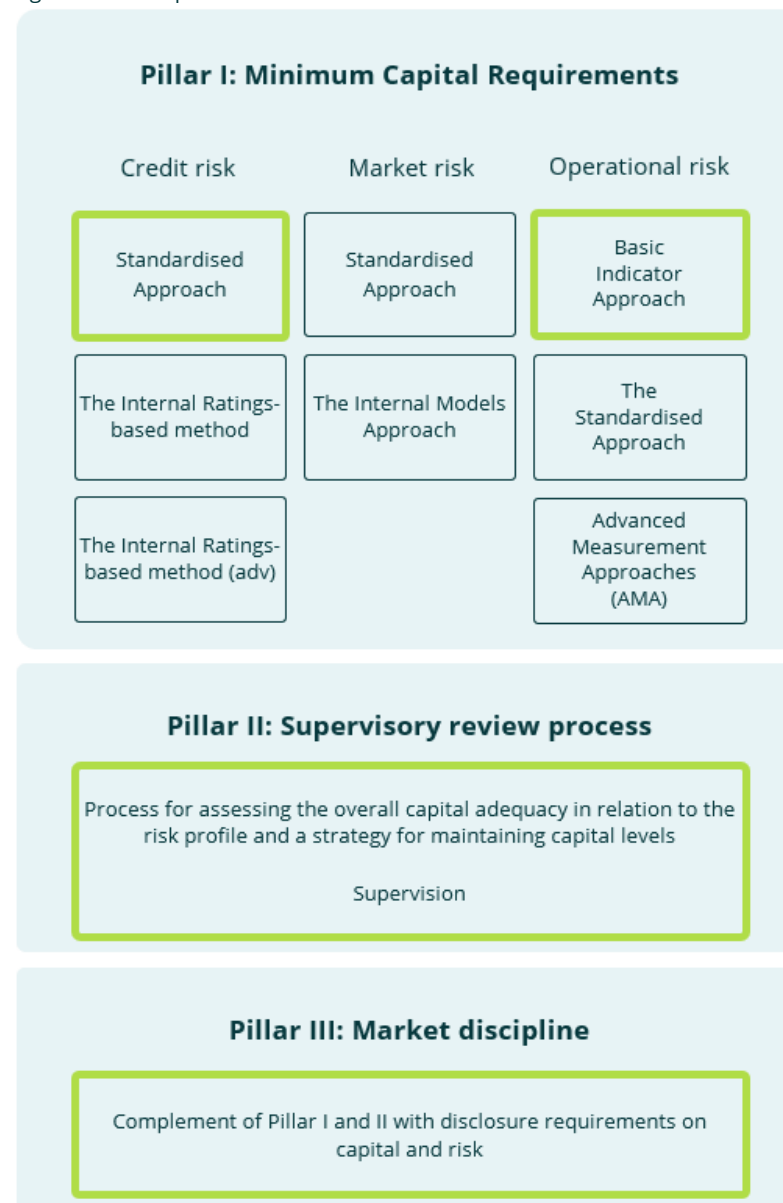 Pillar I: Minimum Capital Requirements
Credit risk
Market risk
Operational risk
Standardised
Approach
Standardised
Approach
Basic
Indicator
Approach
The Internal Ratings-
based method
The Internal Models
Approach
The
Standardised
Approach
The Internal Ratings-
based method (adv)
Advanced
Measurement
Approaches
(AMA)
Pillar II: Supervisory review process
Process for assessing the overall capital adequacy in relation to the
risk profile and a strategy for maintaining capital levels
Supervision
Pillar III: Market discipline
Complement of Pillar I and II with disclosure requirements on
capital and risk